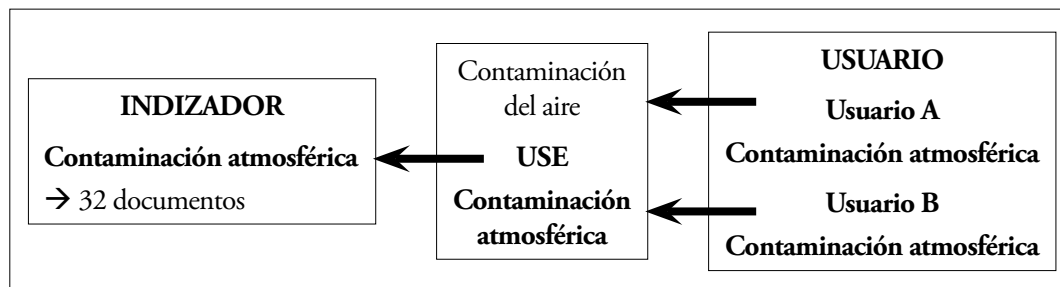 INDIZADOR
Contaminación atmosférica
→ 32 documentos
Contaminación
del aire
USE
Contaminación
atmosférica
USUARIO
Usuario A
Contaminación atmosférica
Usuario B
Contaminación atmosférica